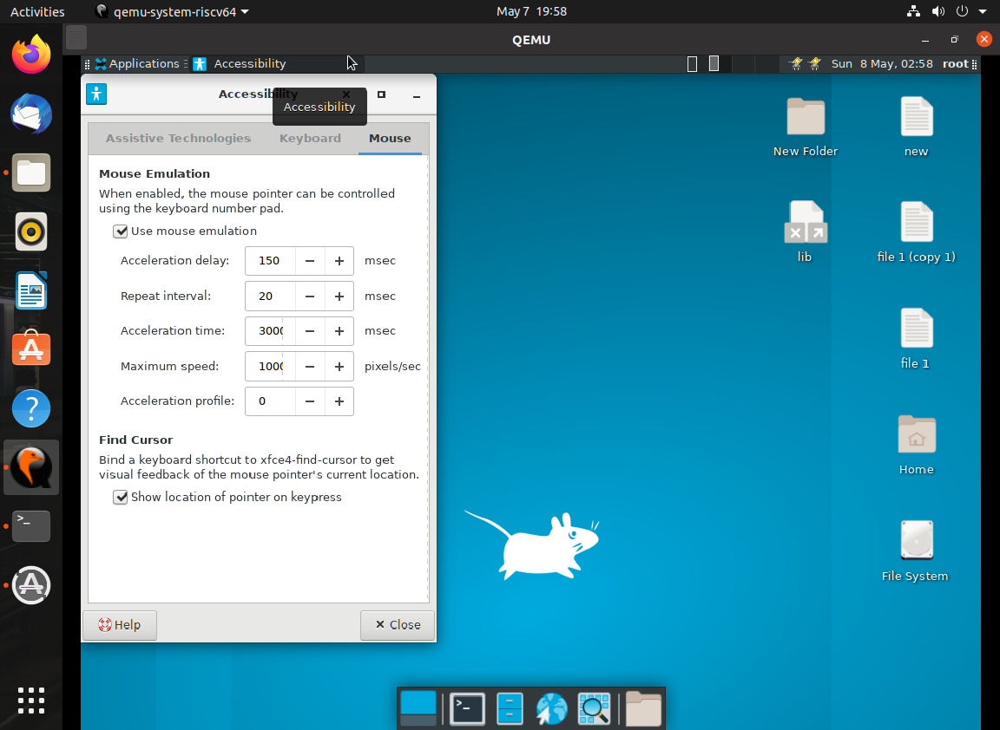 Activities
qemu-system-riscv64
May 7 19:58
QEMU
Applications
Accessibility
Sun 8 May, 02:58
root
Accessibility
Accessibility
Assistive Technologies
Keyboard
Mouse
Mouse Emulation
When enabled, the mouse pointer can be controlled
using the keyboard number pad.
Use mouse emulation
Acceleration delay: 150 msec
Repeat interval: 20 msec
Acceleration time: 3000 msec
Maximum speed: 1000 pixels/sec
Acceleration profile: 0
Find Cursor
Bind a keyboard shortcut to xfce4-find-cursor to get
visual feedback of the mouse pointer's current location.
Show location of pointer on keypress
Help
Close
New Folder
new
lib
file 1 (copy 1)
file 1
Home
File System